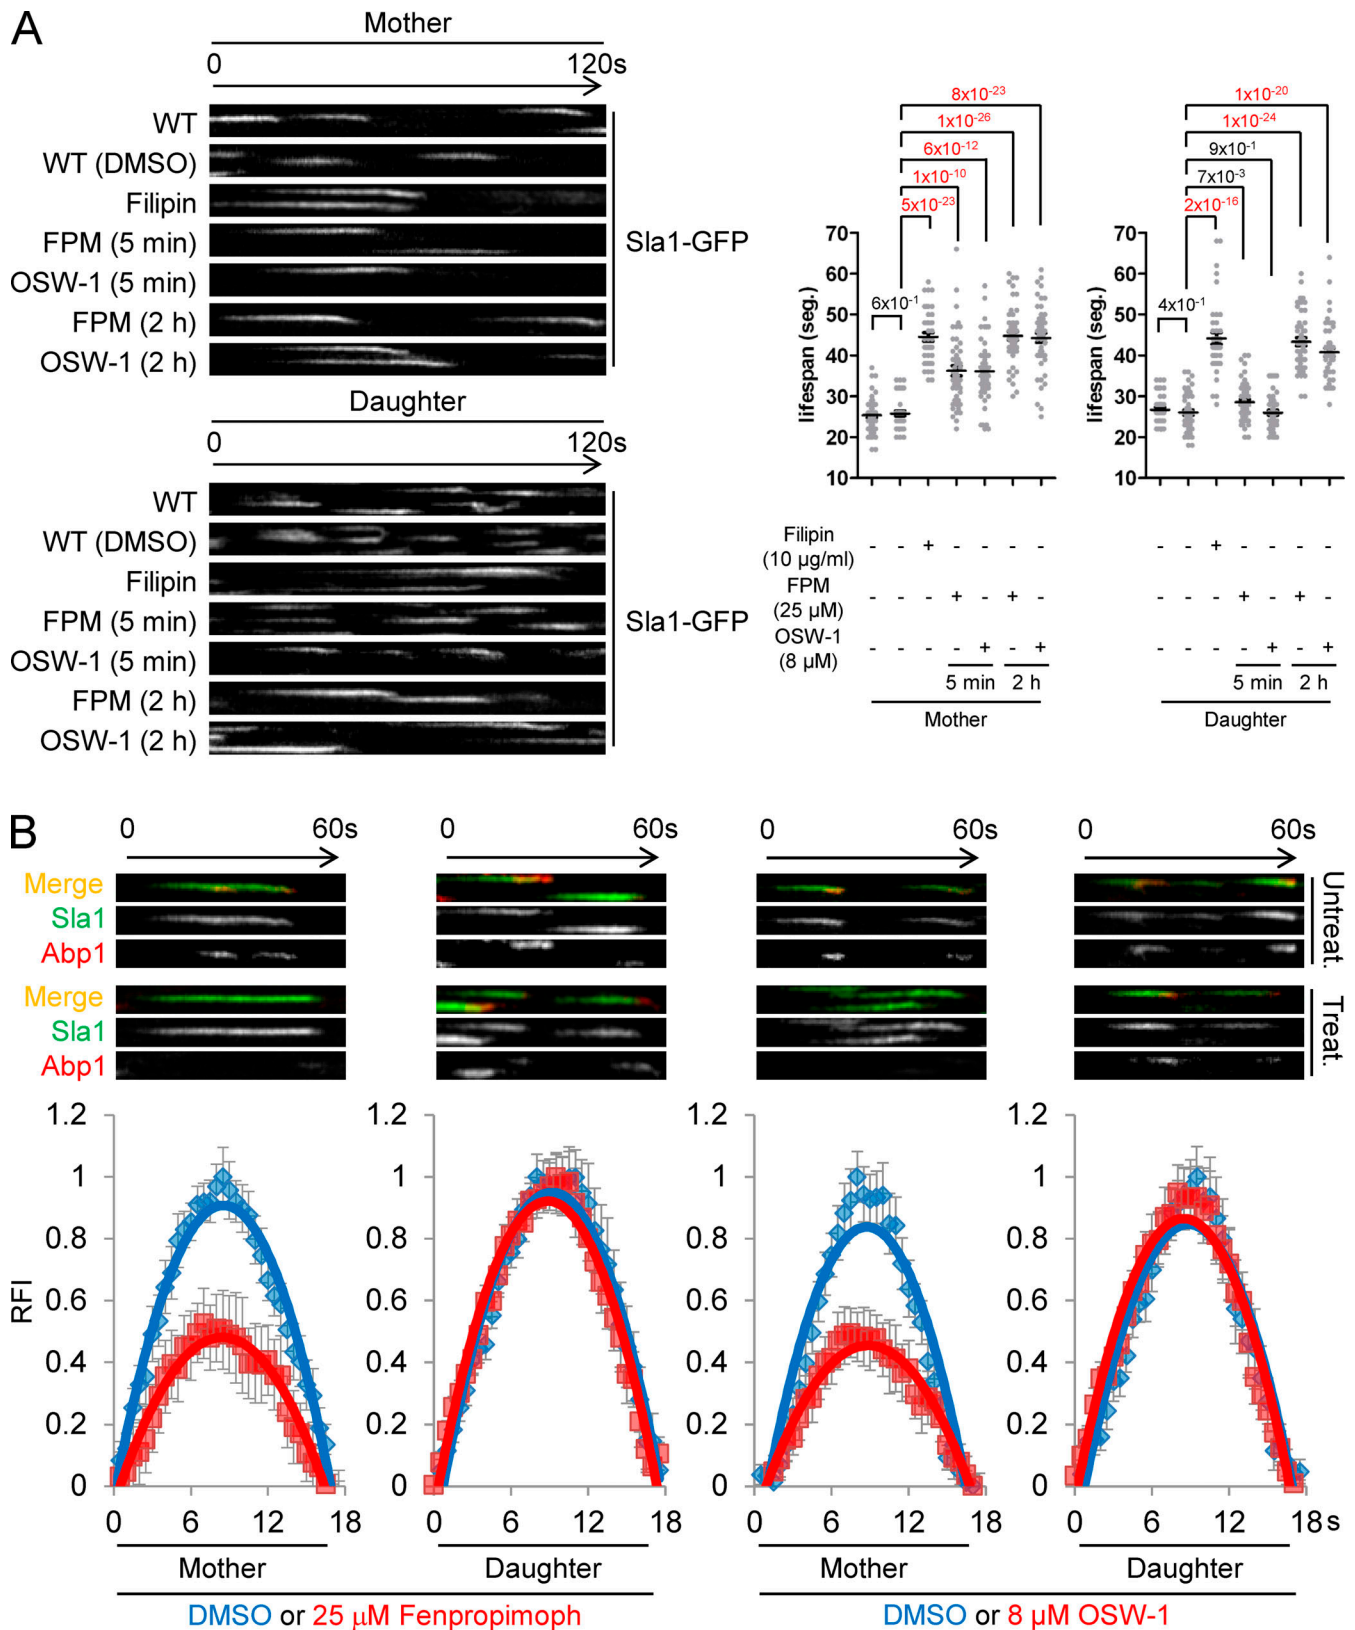 A
Mother
0 120s
WT
WT (DMSO)
Filipin
FPM (5 min)
OSW-1 (5 min)
FPM (2 h)
OSW-1 (2 h)
Sla1-GFP
Daughter
0 120s
WT
WT (DMSO)
Filipin
FPM (5 min)
OSW-1 (5 min)
FPM (2 h)
OSW-1 (2 h)
Sla1-GFP
8x10-23
1x10-26
6x10-12
1x10-10
5x10-23
6x10-1
lifespan (seg.)
70
60
50
40
30
20
10
1x10-20
1x10-24
9x10-1
7x10-3
2x10-16
4x10-1
lifespan (seg.)
70
60
50
40
30
20
10
Filipin
(10 µg/ml)
- - + - - - - - - + - - - -
FPM
(25 µM)
- - - + - + - - - - + - + -
OSW-1
(8 µM)
- - - - + - + - - - - + - +
5 min 2 h 5 min 2 h
Mother Daughter
B
0 60s 0 60s 0 60s 0 60s
Merge
Sla1
Abp1
Untreat.
Merge
Sla1
Abp1
Treat.
RFI
1.2 1.2 1.2 1.2
1 1 1 1
0.8 0.8 0.8 0.8
0.6 0.6 0.6 0.6
0.4 0.4 0.4 0.4
0.2 0.2 0.2 0.2
0 0 0 0
0 6 12 18 0 6 12 18 0 6 12 18 0 6 12 18 s
Mother Daughter Mother Daughter
DMSO or 25 µM Fenpropimoph DMSO or 8 µM OSW-1